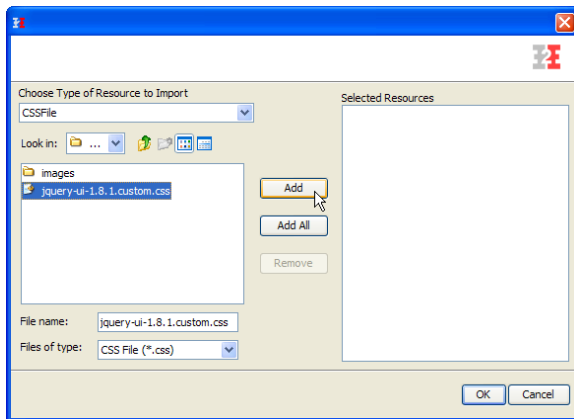 Choose Type of Resource to Import
CSSFile
Look in: ...
images
jquery-ui-1.8.1.custom.css
File name: jquery-ui-1.8.1.custom.css
Files of type: CSS File (*.css)
Add
Add All
Remove
Selected Resources
OK Cancel